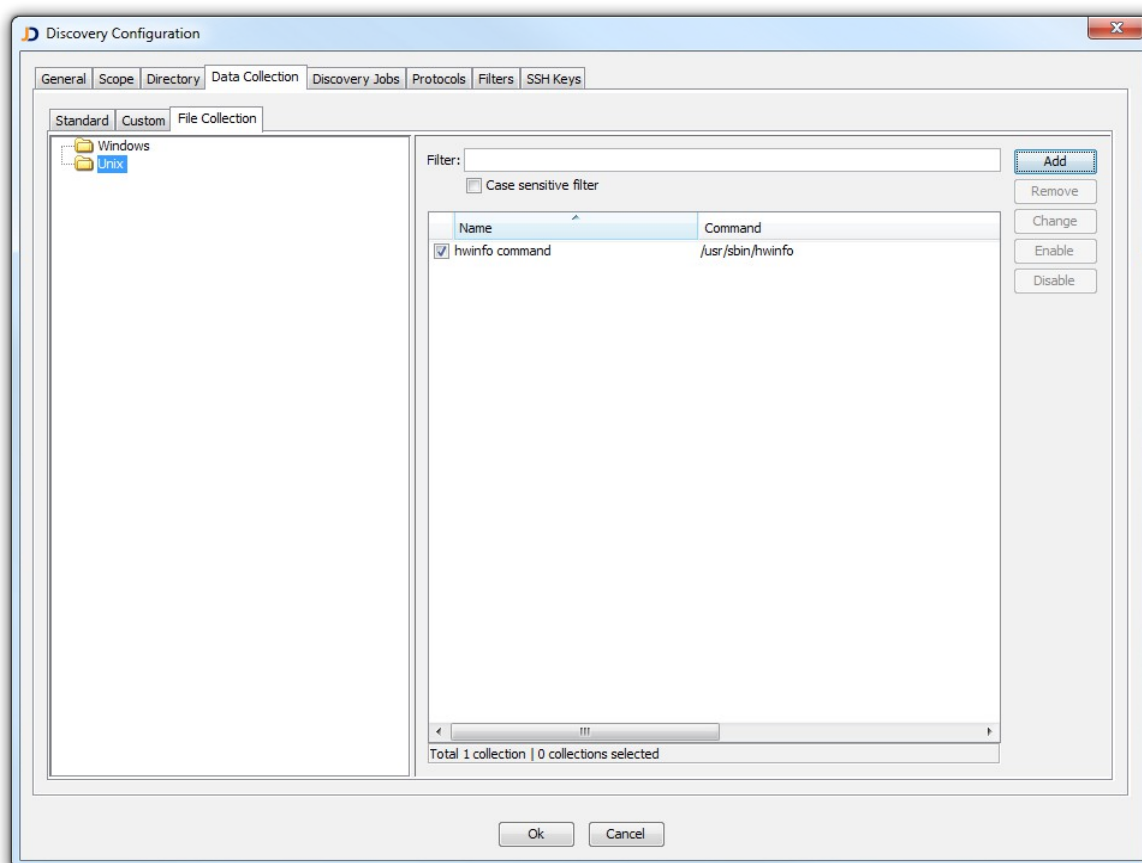 Discovery Configuration
General Scope Directory Data Collection Discovery Jobs Protocols Filters SSH Keys
Standard Custom File Collection
Windows
Unix
Filter:
Case sensitive filter
Name Command
hwinfo command /usr/sbin/hwinfo
Total 1 collection | 0 collections selected
Add
Remove
Change
Enable
Disable
Ok Cancel